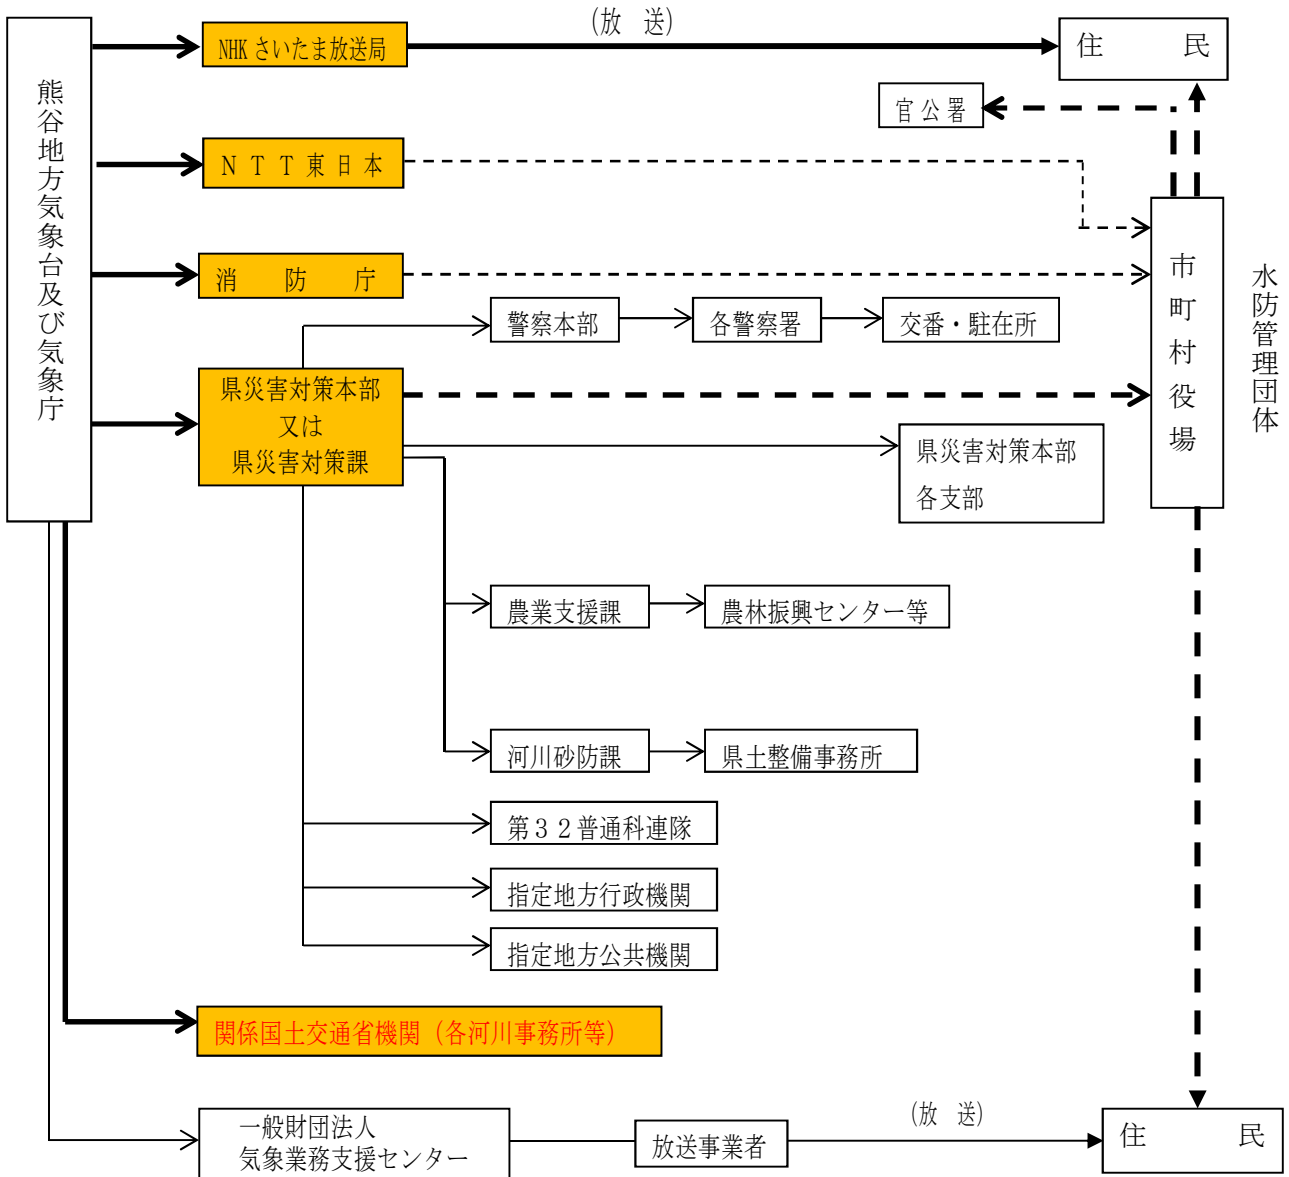 (放　送)
NHK さいたま放送局
住　　　民
熊谷地方気象台及び気象庁
官 公 署
ＮＴＴ東日本
市町村役場
水防管理団体
消　防　庁
警察本部
各警察署
交番・駐在所
県災害対策本部
又は
県災害対策課
県災害対策本部
各支部
農業支援課
農林振興センター等
河川砂防課
県土整備事務所
第３２普通科連隊
指定地方行政機関
指定地方公共機関
関係国土交通省機関（各河川事務所等）
一般財団法人
気象業務支援センター
放送事業者
(放　送)
住　　　民